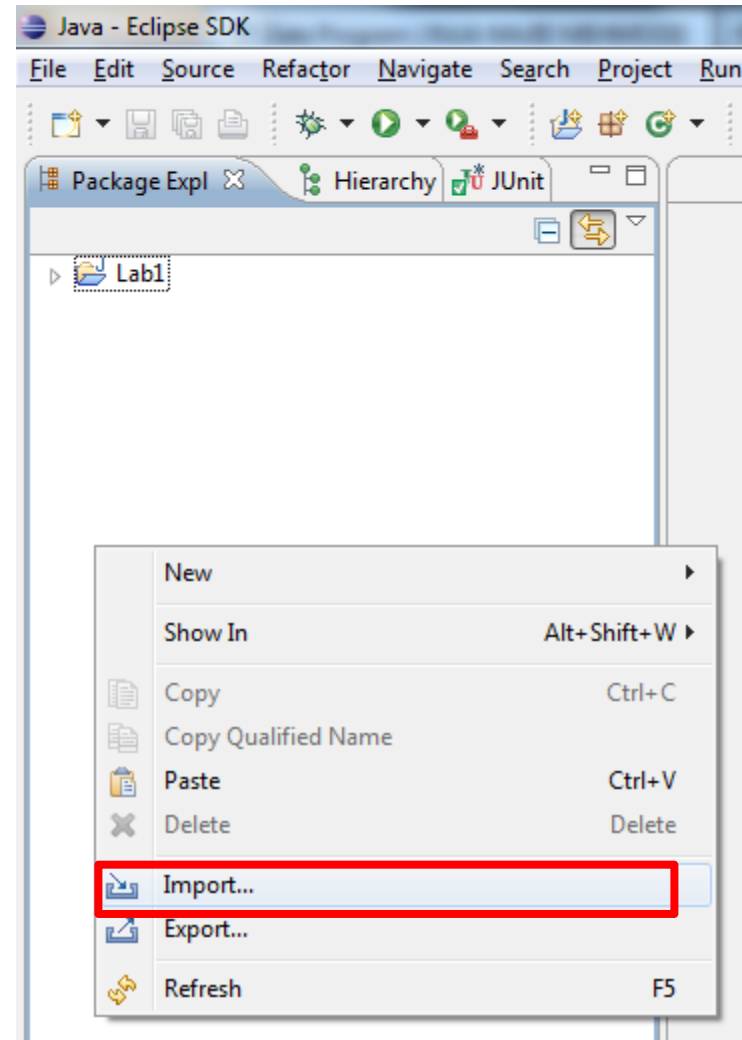 Java - Eclipse SDK
File Edit Source Refactor Navigate Search Project Run
Package Expl Hierarchy JUnit
Lab1
New
Show In Alt+Shift+W
Copy Ctrl+C
Copy Qualified Name
Paste Ctrl+V
Delete Delete
Import...
Export...
Refresh F5